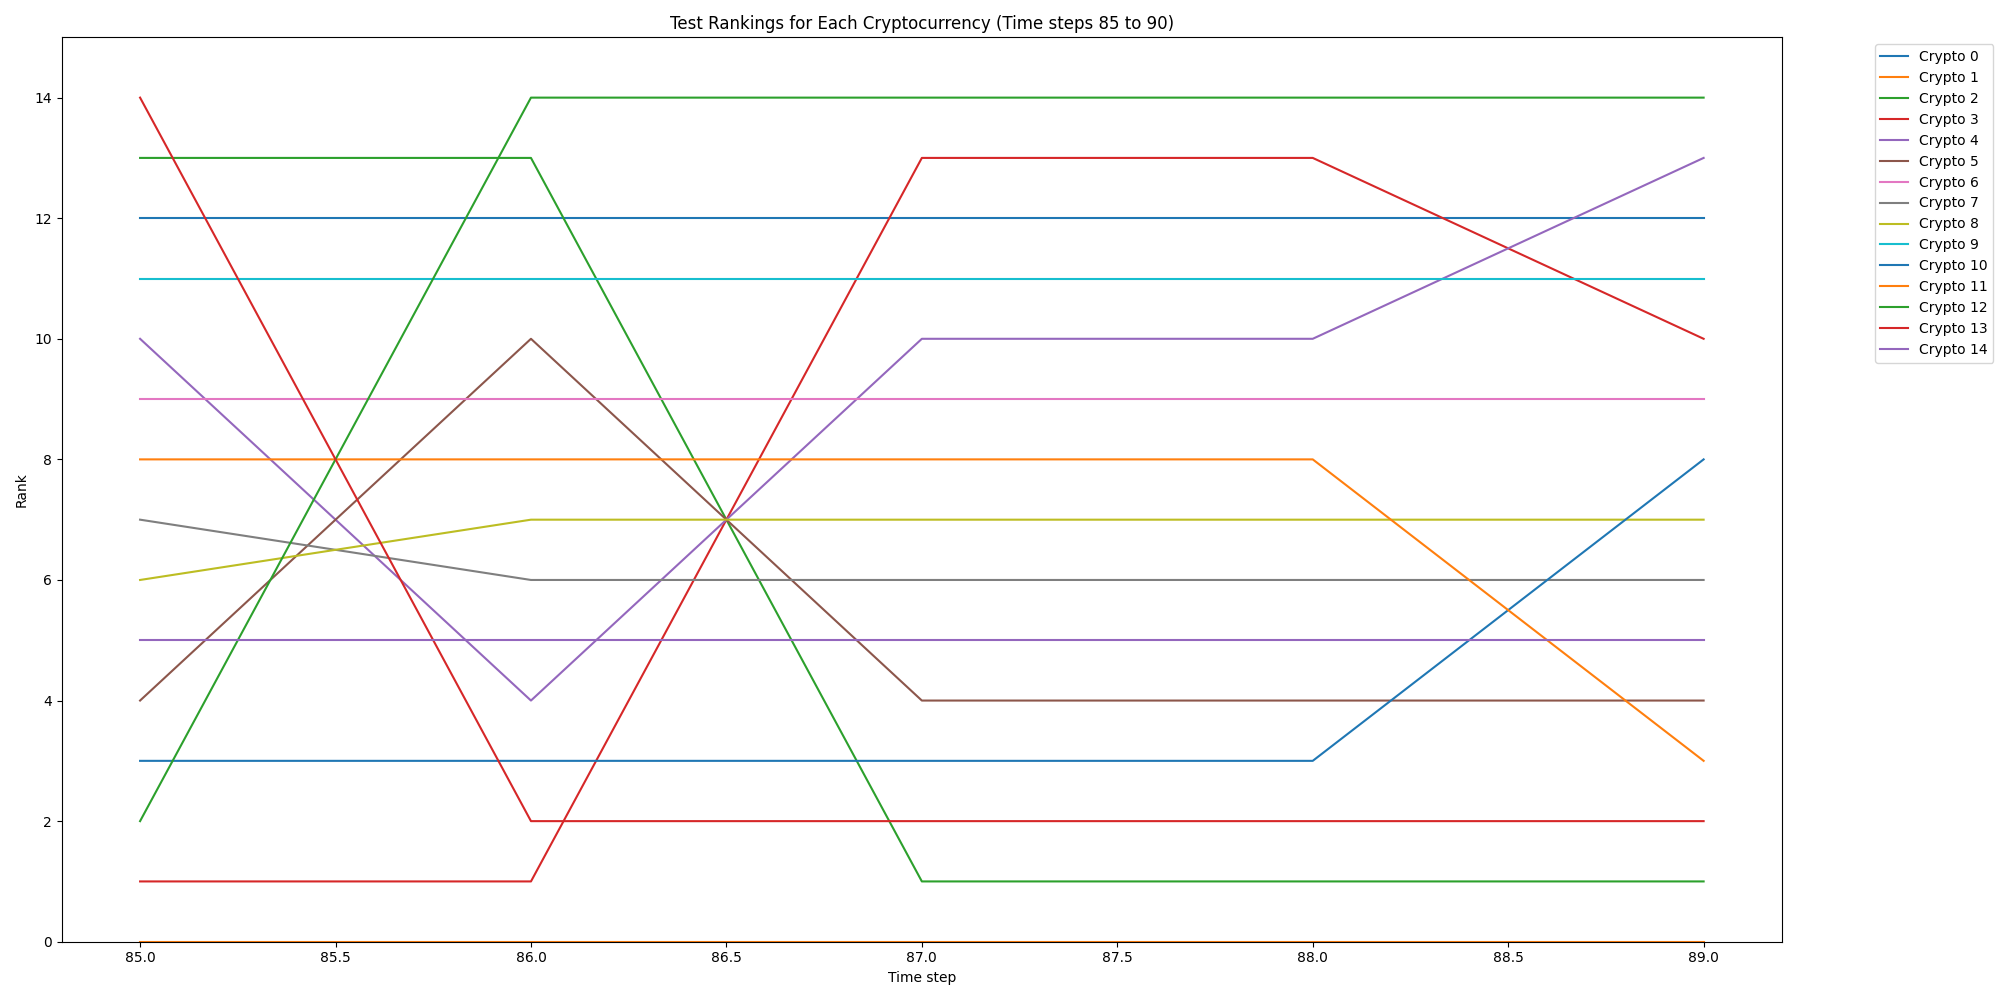 Test Rankings for Each Cryptocurrency (Time steps 85 to 90)
14
12
10
8
6
4
2
0
Rank
85.0 85.5 86.0 86.5 87.0 87.5 88.0 88.5 89.0
Time step
Crypto 0
Crypto 1
Crypto 2
Crypto 3
Crypto 4
Crypto 5
Crypto 6
Crypto 7
Crypto 8
Crypto 9
Crypto 10
Crypto 11
Crypto 12
Crypto 13
Crypto 14